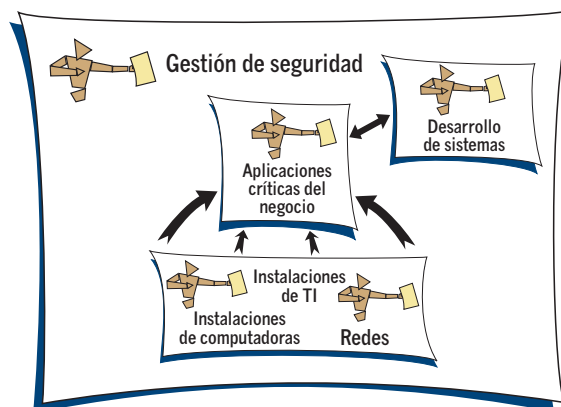 Gestión de seguridad
Desarrollo
de sistemas
Aplicaciones
críticas del
negocio
Instalaciones
de TI
Instalaciones
de computadoras
Redes